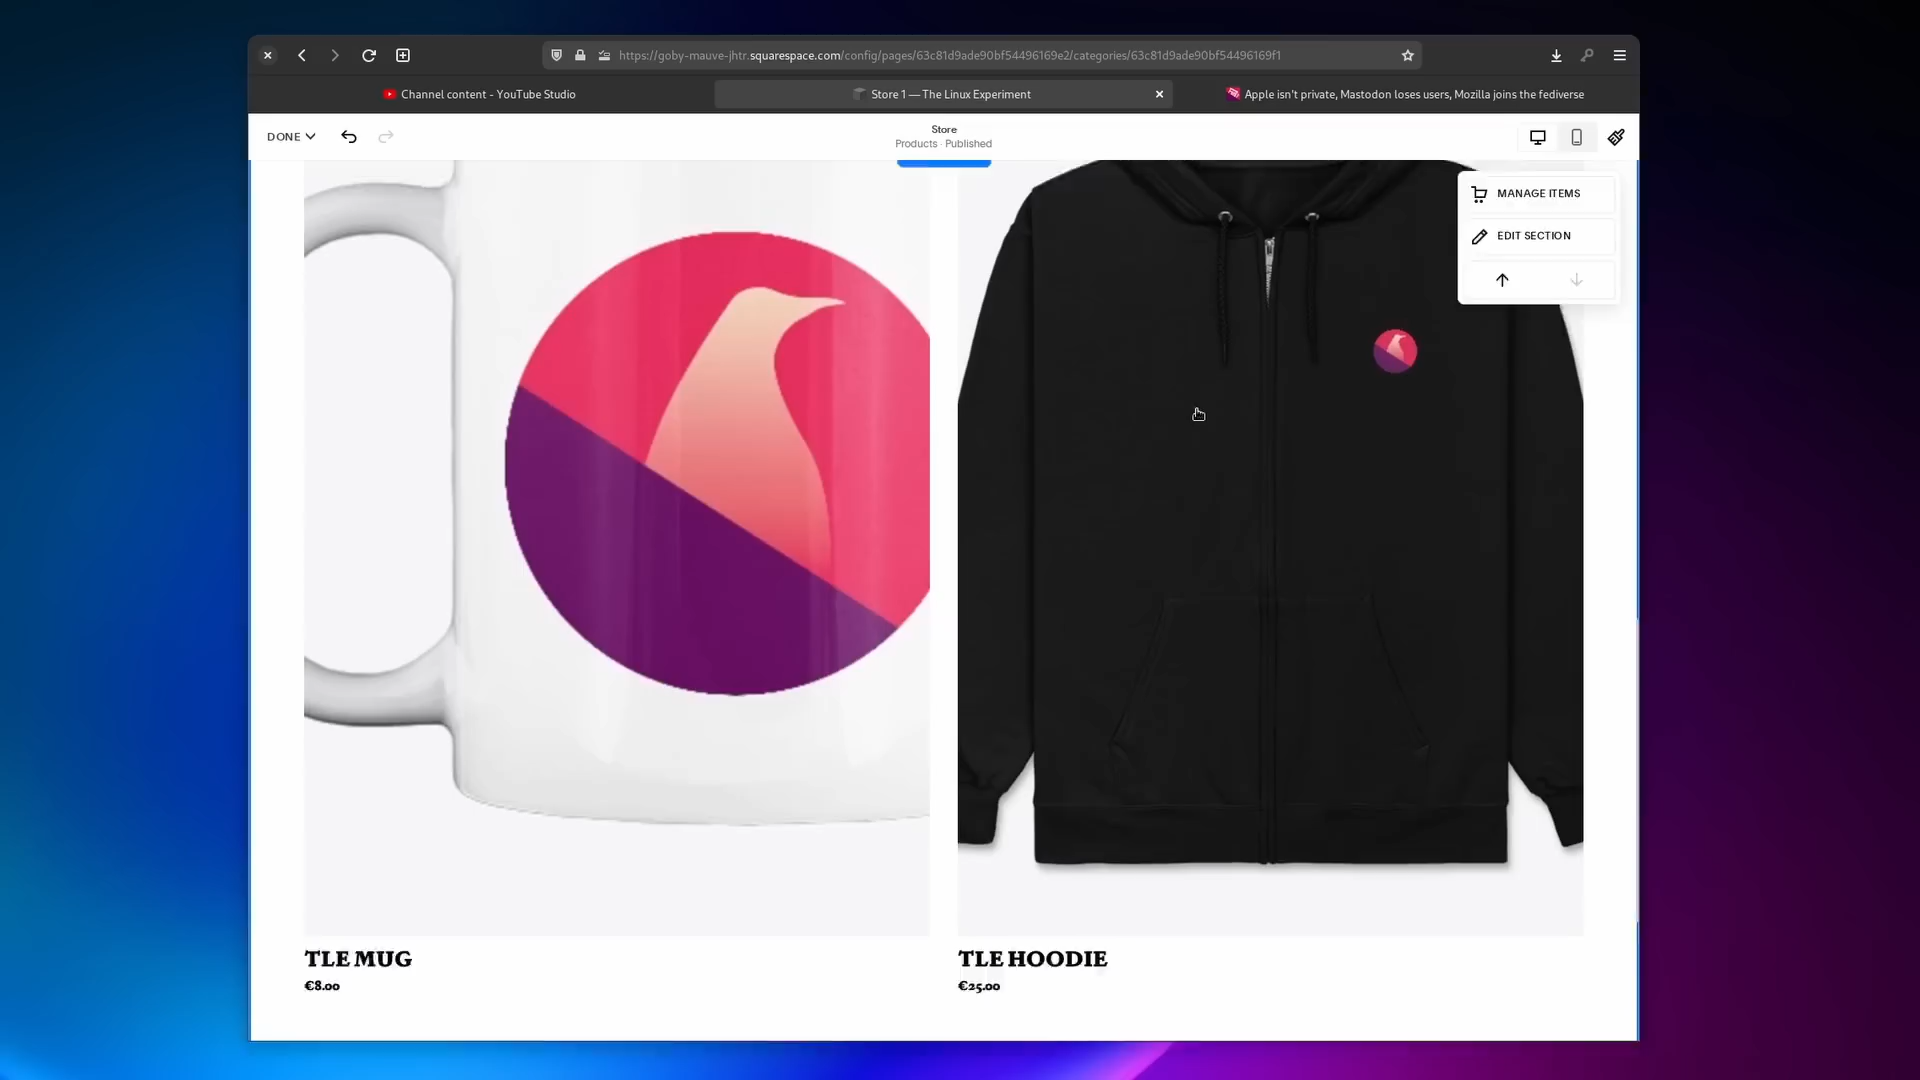 https://goby-mauve-jhtr.squarespace.com/config/pages/63c81d9ade90bf54496169e2/categories/63c81d9ade90bf54496169f1
Channel content - YouTube Studio
Store 1 — The Linux Experiment
Apple isn't private, Mastodon loses users, Mozilla joins the fediverse
DONE
Store
Products · Published
MANAGE ITEMS
EDIT SECTION
TLE MUG
€8.00
TLE HOODIE
€25.00